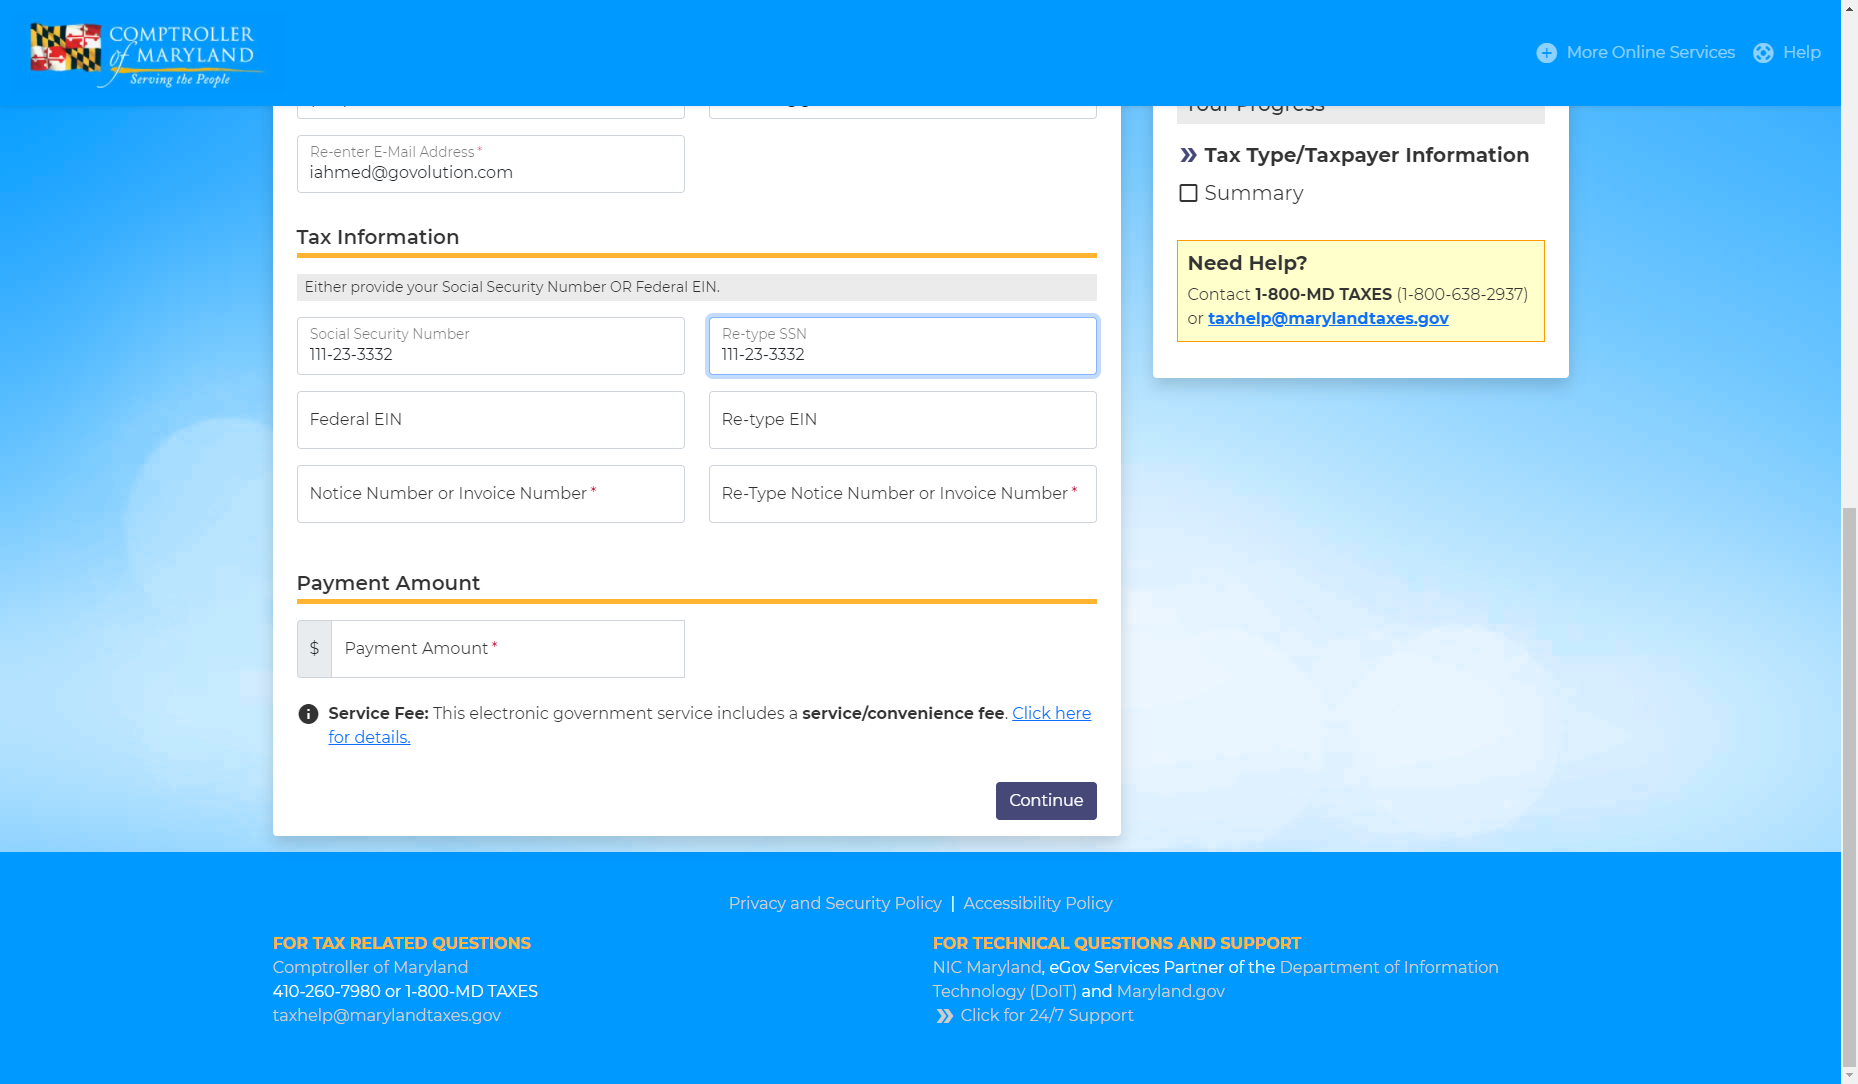 COMPTROLLER
of MARYLAND
Serving the People
More Online Services
Help
Your Progress
Re-enter E-Mail Address*
iahmed@govolution.com
Tax Type/Taxpayer Information
Summary
Need Help?
Contact 1-800-MD TAXES (1-800-638-2937)
or taxhelp@marylandtaxes.gov
Tax Information
Either provide your Social Security Number OR Federal EIN.
Social Security Number
111-23-3332
Re-type SSN
111-23-3332
Federal EIN
Re-type EIN
Notice Number or Invoice Number*
Re-Type Notice Number or Invoice Number*
Payment Amount
$ Payment Amount*
Service Fee: This electronic government service includes a service/convenience fee. Click here
for details.
Continue
Privacy and Security Policy | Accessibility Policy
FOR TAX RELATED QUESTIONS
Comptroller of Maryland
410-260-7980 or 1-800-MD TAXES
taxhelp@marylandtaxes.gov
FOR TECHNICAL QUESTIONS AND SUPPORT
NIC Maryland, eGov Services Partner of the Department of Information
Technology (DoIT) and Maryland.gov
Click for 24/7 Support